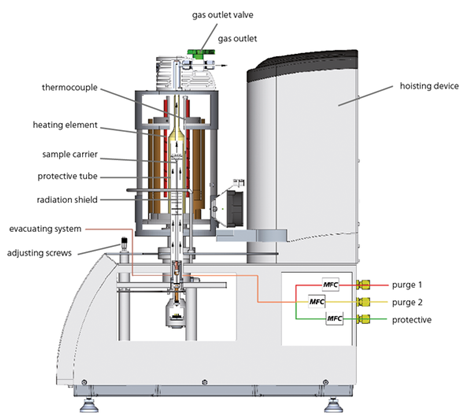 gas outlet valve
gas outlet
thermocouple
hoisting device
heating element
sample carrier
protective tube
radiation shield
evacuating system
adjusting screws
MFC
purge 1
MFC
purge 2
MFC
protective